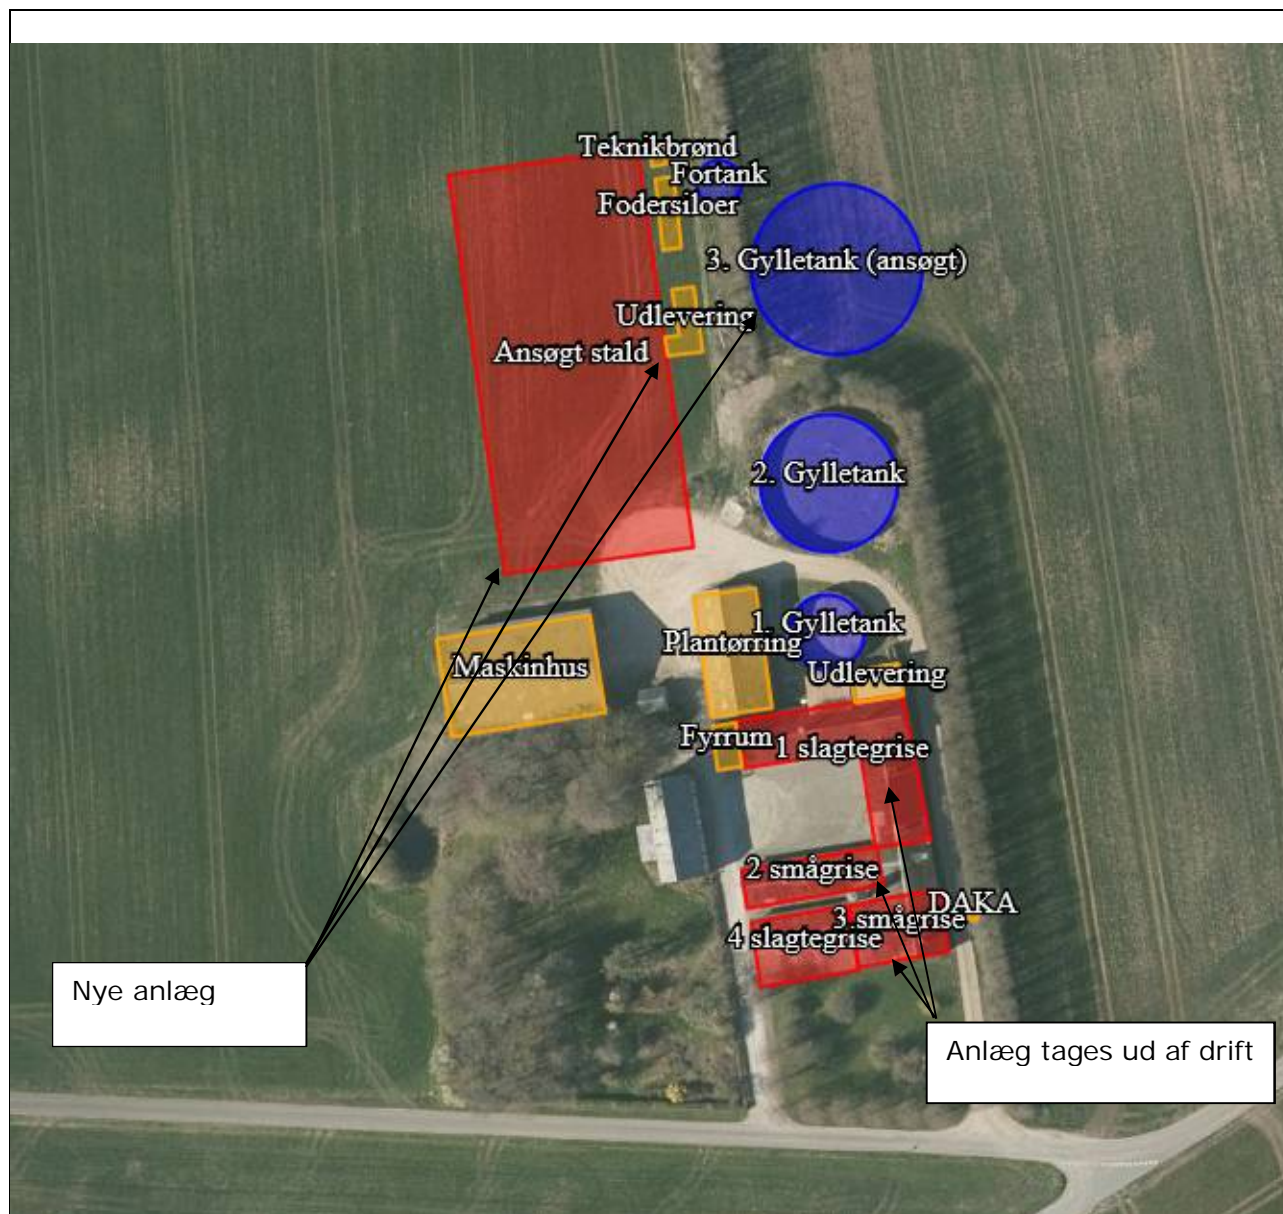 Teknikbrønd
Fortank
Fodersiloer
3. Gylletank (ansøgt)
Udlevering
Ansøgt stald
2. Gylletank
1. Gylletank
Plantørring
Maskinhus
Udlevering
Fyrrum
1 slagtegrise
2 smågrise
DAKA
3 smågrise
4 slagtegrise
Nye anlæg
Anlæg tages ud af drift